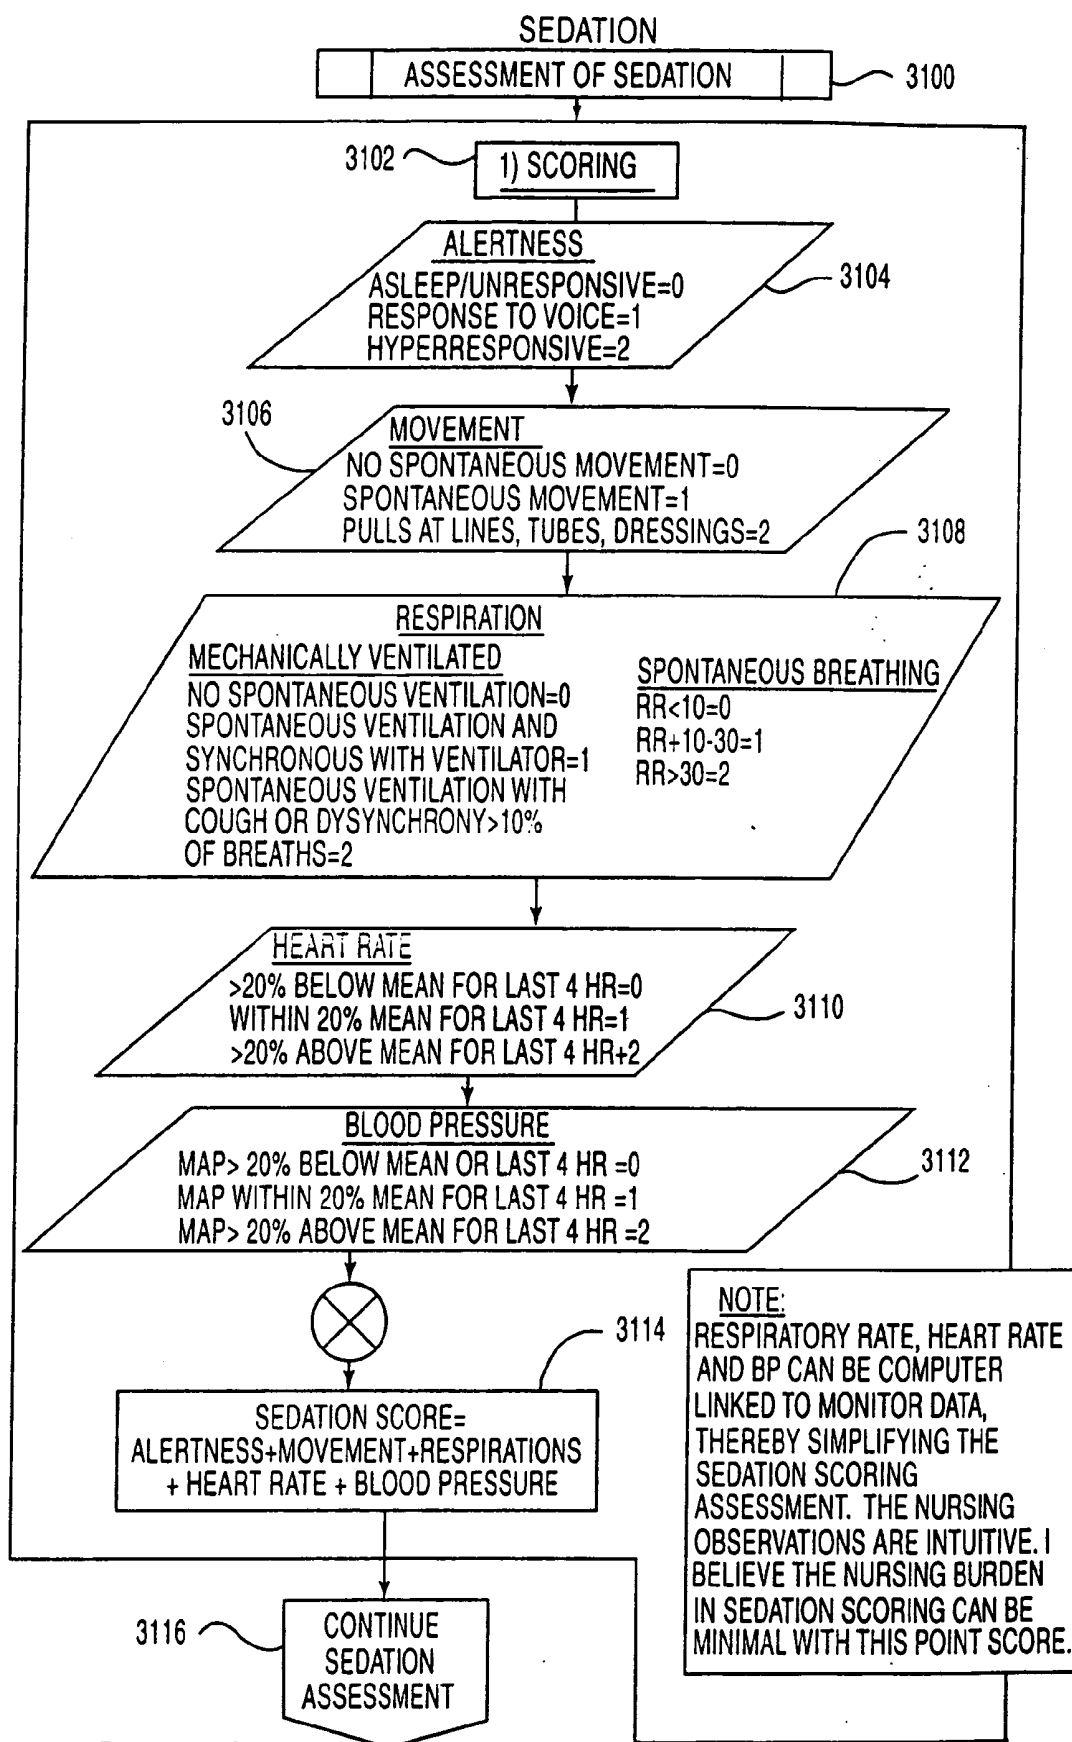 SEDATION
ASSESSMENT OF SEDATION
3100
3102
1) SCORING
ALERTNESS
ASLEEP/UNRESPONSIVE=0
RESPONSE TO VOICE=1
HYPERRESPONSIVE=2
3104
3106
MOVEMENT
NO SPONTANEOUS MOVEMENT=0
SPONTANEOUS MOVEMENT=1
PULLS AT LINES, TUBES, DRESSINGS=2
3108
RESPIRATION
MECHANICALLY VENTILATED
NO SPONTANEOUS VENTILATION=0
SPONTANEOUS VENTILATION AND
SYNCHRONOUS WITH VENTILATOR=1
SPONTANEOUS VENTILATION WITH
COUGH OR DYSYNCHRONY>10%
OF BREATHS=2
SPONTANEOUS BREATHING
RR<10=0
RR+10-30=1
RR>30=2
HEART RATE
>20% BELOW MEAN FOR LAST 4 HR=0
WITHIN 20% MEAN FOR LAST 4 HR=1
>20% ABOVE MEAN FOR LAST 4 HR+2
3110
BLOOD PRESSURE
MAP> 20% BELOW MEAN OR LAST 4 HR =0
MAP WITHIN 20% MEAN FOR LAST 4 HR =1
MAP> 20% ABOVE MEAN FOR LAST 4 HR =2
3112
3114
SEDATION SCORE=
ALERTNESS+MOVEMENT+RESPIRATIONS
+ HEART RATE + BLOOD PRESSURE
NOTE:
RESPIRATORY RATE, HEART RATE
AND BP CAN BE COMPUTER
LINKED TO MONITOR DATA,
THEREBY SIMPLIFYING THE
SEDATION SCORING
ASSESSMENT. THE NURSING
OBSERVATIONS ARE INTUITIVE. I
BELIEVE THE NURSING BURDEN
IN SEDATION SCORING CAN BE
MINIMAL WITH THIS POINT SCORE.
3116
CONTINUE
SEDATION
ASSESSMENT